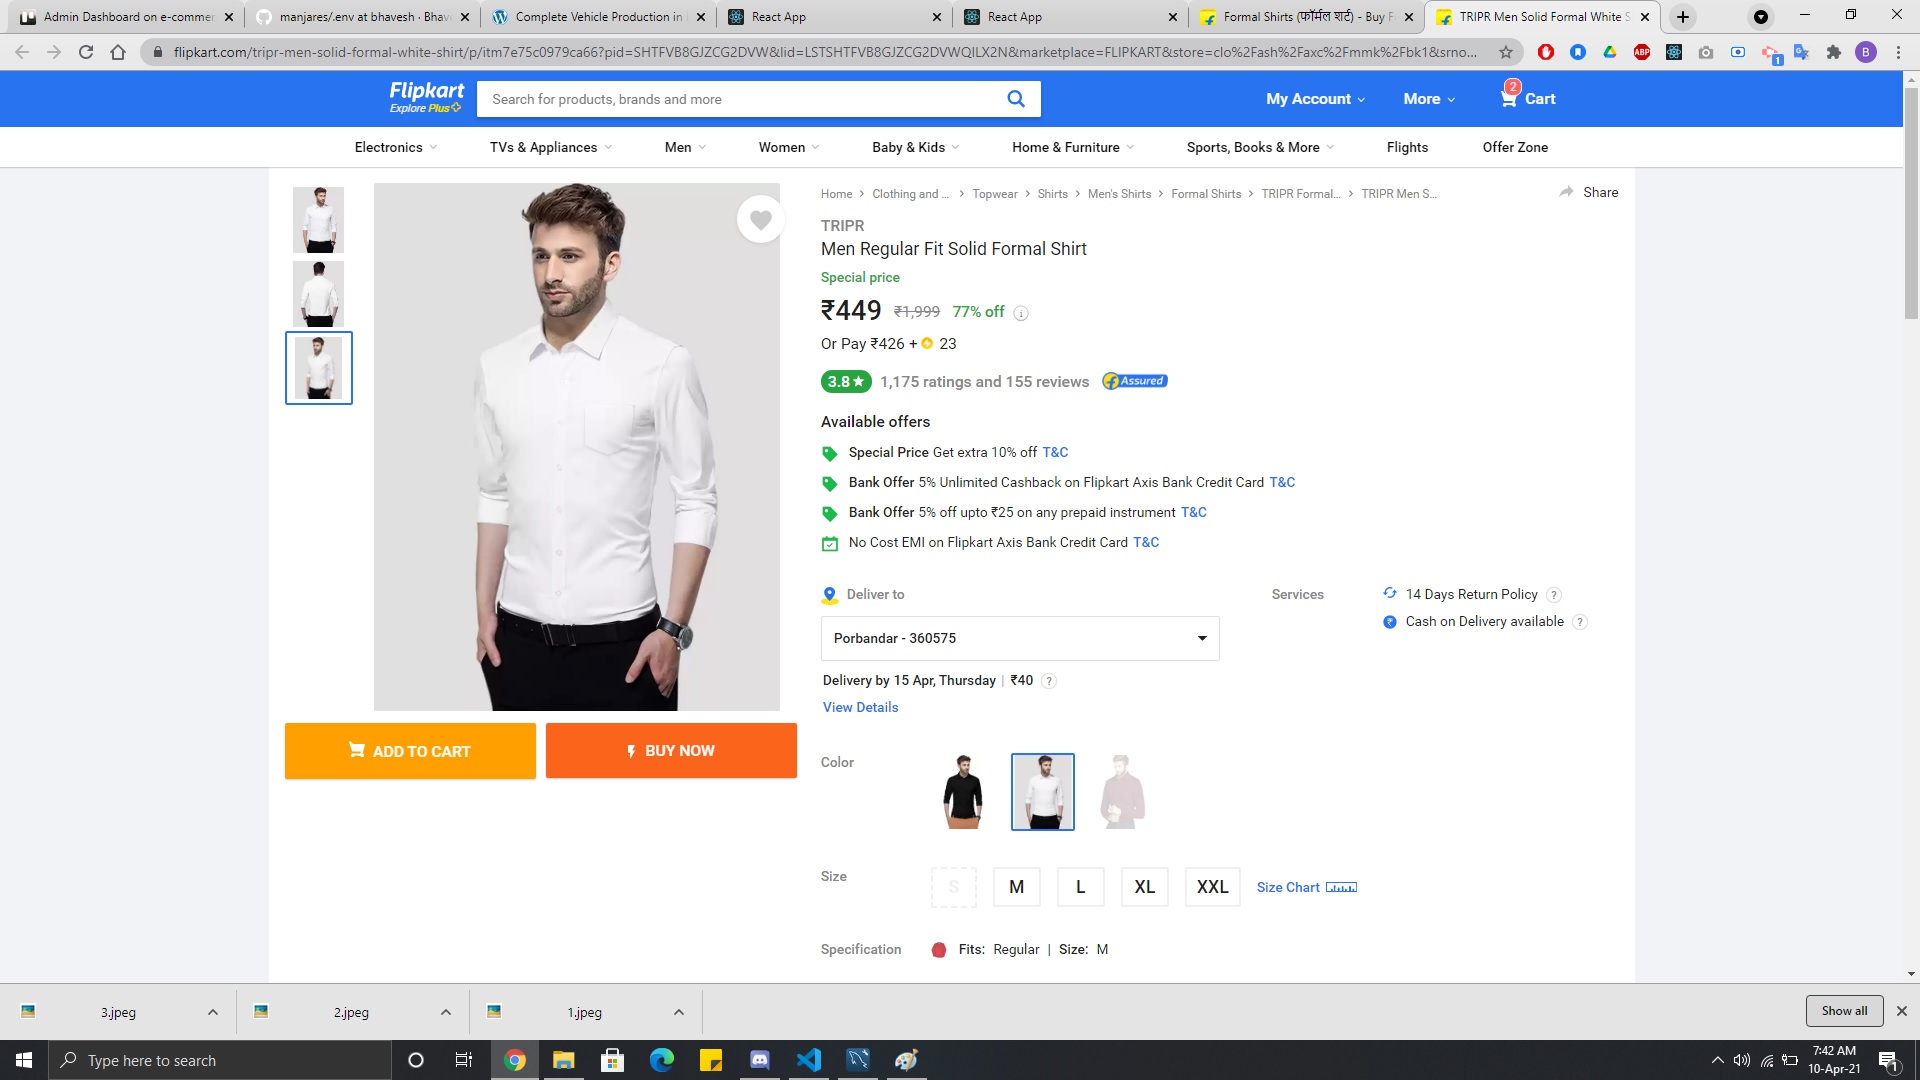 Admin Dashboard on e-commer
manjares/.env at bhavesh · Bhav
Complete Vehicle Production in
React App
React App
Formal Shirts (फॉर्मल शर्ट) - Buy F
TRIPR Men Solid Formal White S
flipkart.com/tripr-men-solid-formal-white-shirt/p/itm7e75c0979ca66?pid=SHTFVB8GJZCG2DVW&lid=LSTSHTFVB8GJZCG2DVWQILX2N&marketplace=FLIPKART&store=clo%2Fash%2Faxc%2Fmmk%2Fbk1&srno...
ABP
1
B
Flipkart
Explore Plus
Search for products, brands and more
My Account
More
2
Cart
Electronics
TVs & Appliances
Men
Women
Baby & Kids
Home & Furniture
Sports, Books & More
Flights
Offer Zone
Home > Clothing and ... > Topwear > Shirts > Men's Shirts > Formal Shirts > TRIPR Formal... > TRIPR Men S...
Share
TRIPR
Men Regular Fit Solid Formal Shirt
Special price
₹449 ₹1,999 77% off
Or Pay ₹426 + 23
3.8★ 1,175 ratings and 155 reviews Assured
Available offers
Special Price Get extra 10% off T&C
Bank Offer 5% Unlimited Cashback on Flipkart Axis Bank Credit Card T&C
Bank Offer 5% off upto ₹25 on any prepaid instrument T&C
No Cost EMI on Flipkart Axis Bank Credit Card T&C
Deliver to
Porbandar - 360575
Delivery by 15 Apr, Thursday | ₹40 ?
View Details
Services
14 Days Return Policy ?
Cash on Delivery available ?
ADD TO CART
BUY NOW
Color
Size
S
M
L
XL
XXL
Size Chart
Specification
Fits: Regular | Size: M
3.jpeg
2.jpeg
1.jpeg
Show all
Type here to search
7:42 AM
10-Apr-21
1